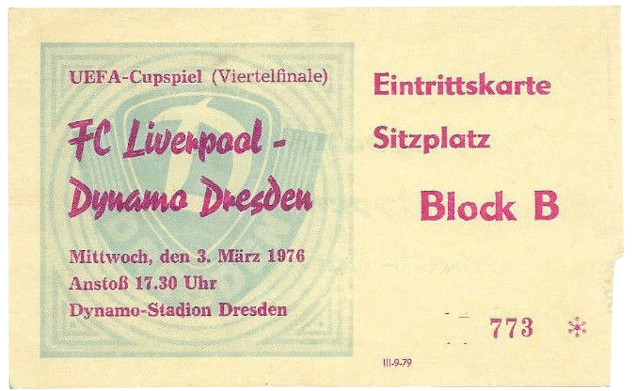 UEFA-Cupspiel (Viertelfinale)
FC Liverpool -
Dynamo Dresden
Mittwoch, den 3. März 1976
Anstoß 17.30 Uhr
Dynamo-Stadion Dresden
Eintrittskarte
Sitzplatz
Block B
773 *
III-9-79
D